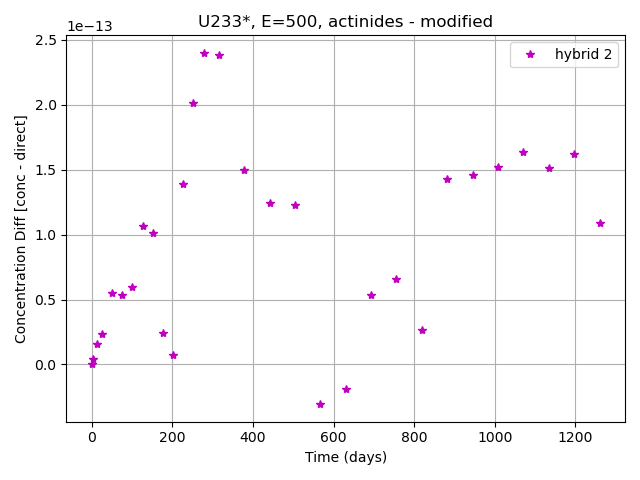 U233*, E=500, actinides - modified
1e−13
hybrid 2
2.5
2.0
1.5
1.0
0.5
0.0
Concentration Diff [conc - direct]
0 200 400 600 800 1000 1200
Time (days)